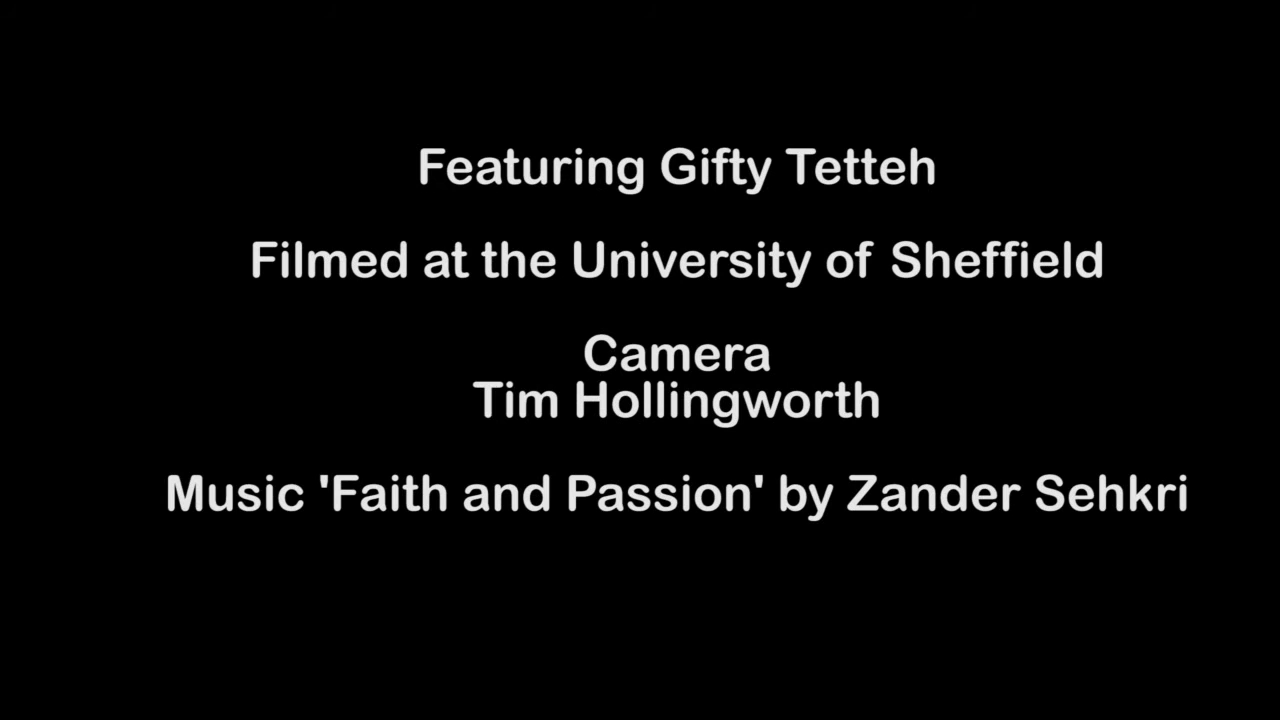 Featuring Gifty Tetteh
Filmed at the University of Sheffield
Camera
Tim Hollingworth
Music 'Faith and Passion' by Zander Sehkri